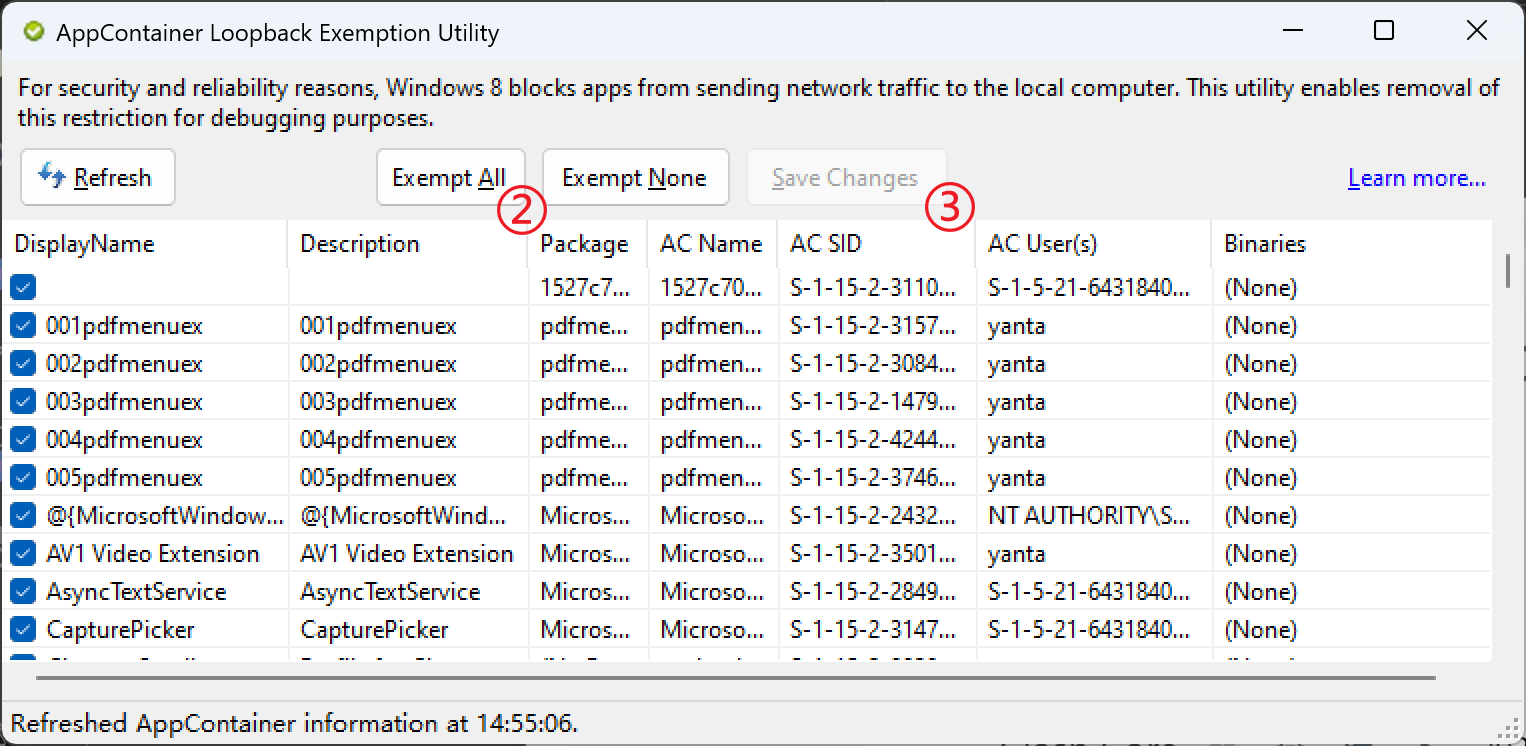 AppContainer Loopback Exemption Utility
For security and reliability reasons, Windows 8 blocks apps from sending network traffic to the local computer. This utility enables removal of
this restriction for debugging purposes.
Refresh Exempt All Exempt None Save Changes Learn more...
② ③
DisplayName Description Package AC Name AC SID AC User(s) Binaries
1527c7... 1527c70... S-1-15-2-3110... S-1-5-21-6431840... (None)
001pdfmenuex 001pdfmenuex pdfme... pdfmen... S-1-15-2-3157... yanta (None)
002pdfmenuex 002pdfmenuex pdfme... pdfmen... S-1-15-2-3084... yanta (None)
003pdfmenuex 003pdfmenuex pdfme... pdfmen... S-1-15-2-1479... yanta (None)
004pdfmenuex 004pdfmenuex pdfme... pdfmen... S-1-15-2-4244... yanta (None)
005pdfmenuex 005pdfmenuex pdfme... pdfmen... S-1-15-2-3746... yanta (None)
@{MicrosoftWindow... @{MicrosoftWind... Micros... Microso... S-1-15-2-2432... NT AUTHORITY\S... (None)
AV1 Video Extension AV1 Video Extension Micros... Microso... S-1-15-2-3501... yanta (None)
AsyncTextService AsyncTextService Micros... Microso... S-1-15-2-2849... S-1-5-21-6431840... (None)
CapturePicker CapturePicker Micros... Microso... S-1-15-2-3147... S-1-5-21-6431840... (None)
Refreshed AppContainer information at 14:55:06.